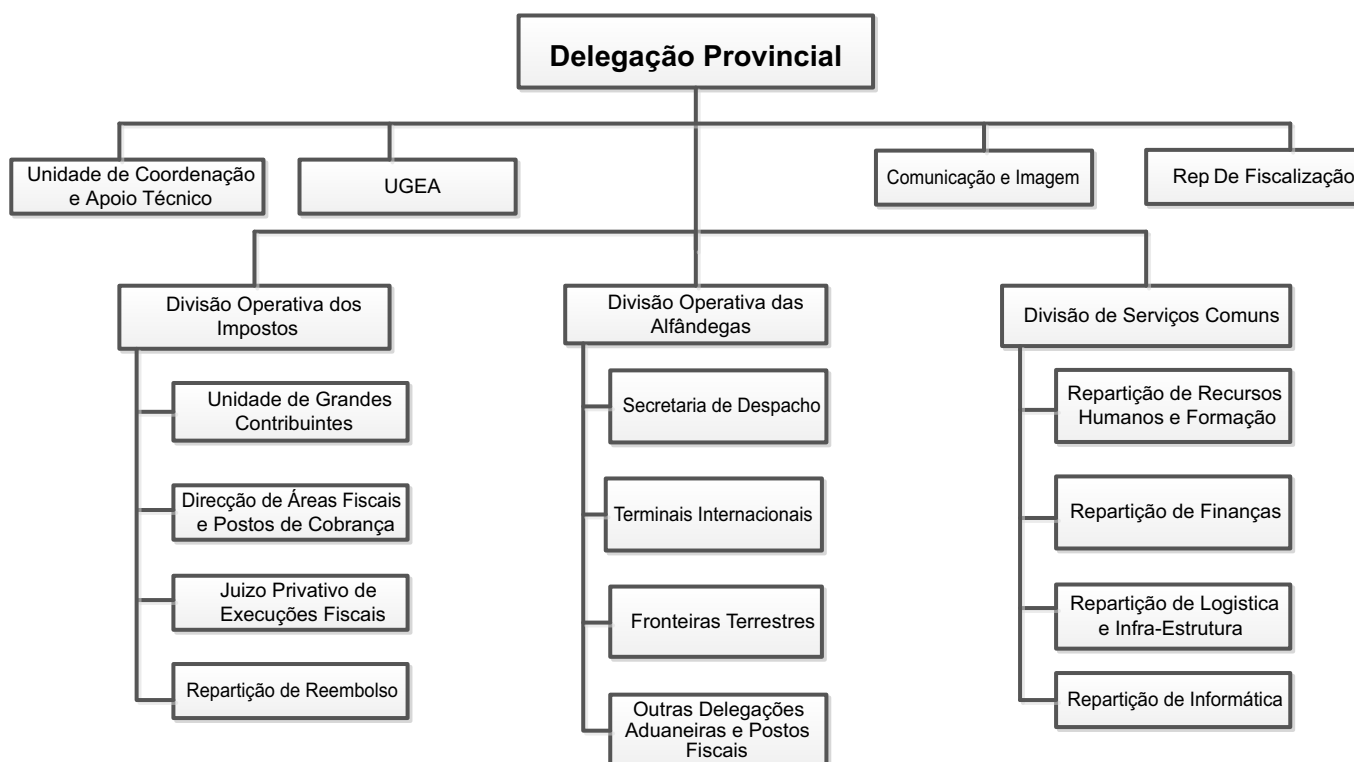 Delegação Provincial
Unidade de Coordenação
e Apoio Técnico
UGEA
Comunicação e Imagem
Rep De Fiscalização
Divisão Operativa dos
Impostos
Divisão Operativa das
Alfândegas
Divisão de Serviços Comuns
Unidade de Grandes
Contribuintes
Direcção de Áreas Fiscais
e Postos de Cobrança
Juizo Privativo de
Execuções Fiscais
Repartição de Reembolso
Secretaria de Despacho
Terminais Internacionais
Fronteiras Terrestres
Outras Delegações
Aduaneiras e Postos
Fiscais
Repartição de Recursos
Humanos e Formação
Repartição de Finanças
Repartição de Logistica
e Infra-Estrutura
Repartição de Informática